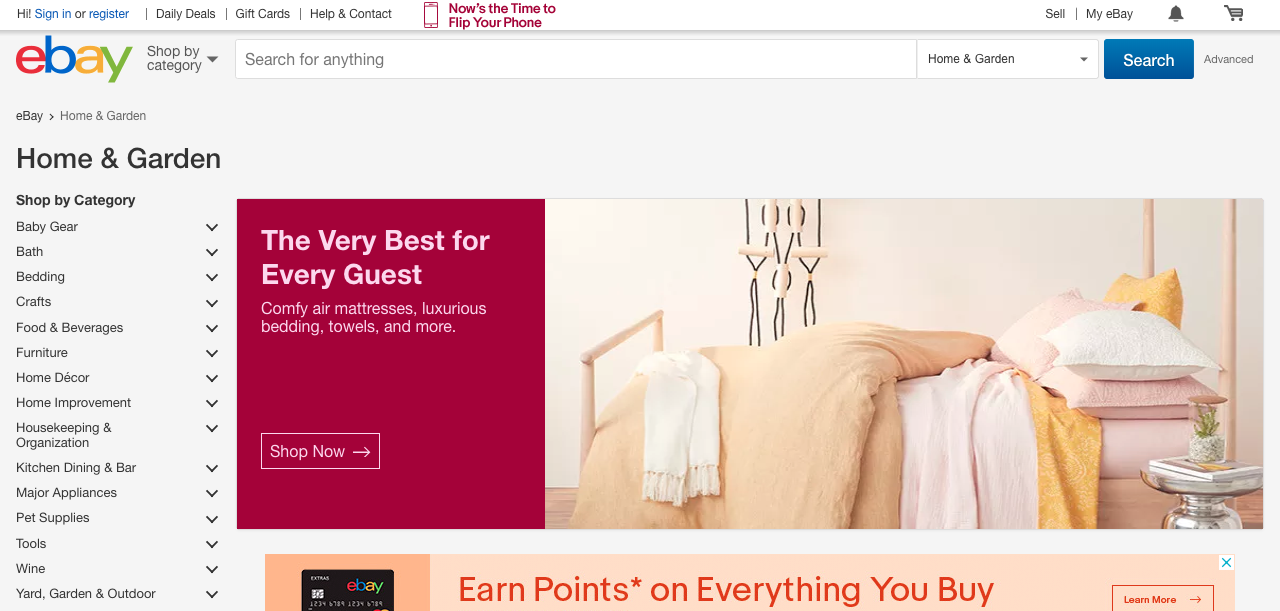 Hi! Sign in or register | Daily Deals | Gift Cards | Help & Contact
Now's the Time to
Flip Your Phone
Sell | My eBay
ebay
Shop by
category
Search for anything
Home & Garden
Search
Advanced
eBay > Home & Garden
Home & Garden
Shop by Category
Baby Gear
Bath
Bedding
Crafts
Food & Beverages
Furniture
Home Décor
Home Improvement
Housekeeping &
Organization
Kitchen Dining & Bar
Major Appliances
Pet Supplies
Tools
Wine
Yard, Garden & Outdoor
The Very Best for
Every Guest
Comfy air mattresses, luxurious
bedding, towels, and more.
Shop Now →
EXTRAS
ebay
1234 6789 1234 6789
Earn Points* on Everything You Buy
Learn More →